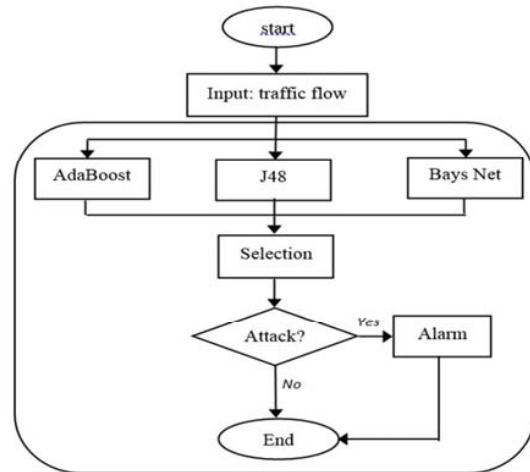 start
Input: traffic flow
AdaBoost
J48
Bays Net
Selection
Attack?
Yes
Alarm
No
End